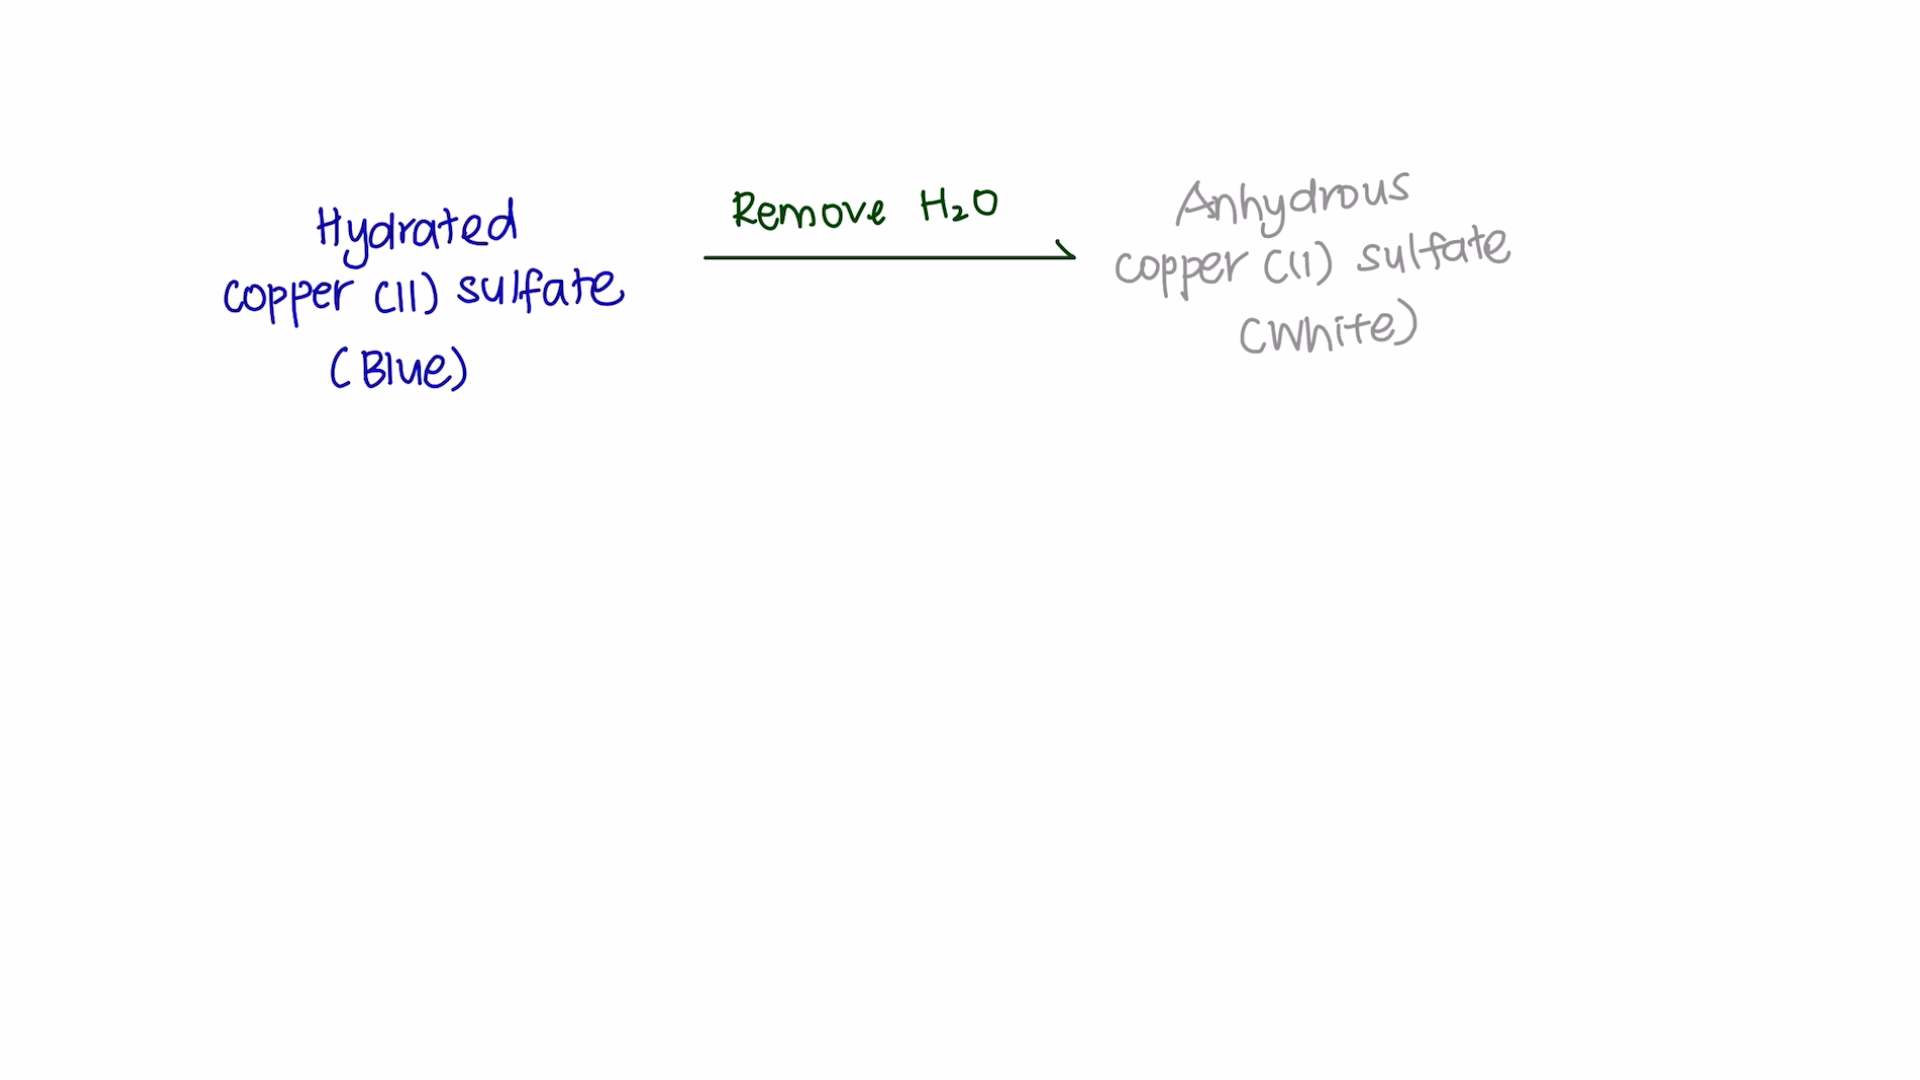 Hydrated
copper (II) sulfate
(Blue)
Remove H₂O
Anhydrous
copper (II) sulfate
(White)